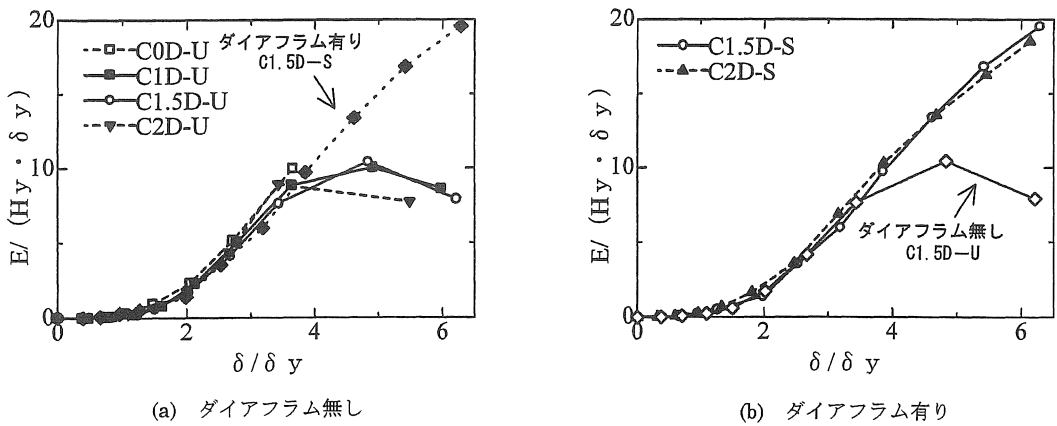 20
10
0
E/ (Hy・δy)
C0D-U
C1D-U
C1.5D-U
C2D-U
ダイアフラム有り
C1.5D－S
0 2 4 6
δ/δy
(a) ダイアフラム無し
20
10
0
E/ (Hy・δy)
C1.5D-S
C2D-S
ダイアフラム無し
C1.5D－U
0 2 4 6
δ/δy
(b) ダイアフラム有り